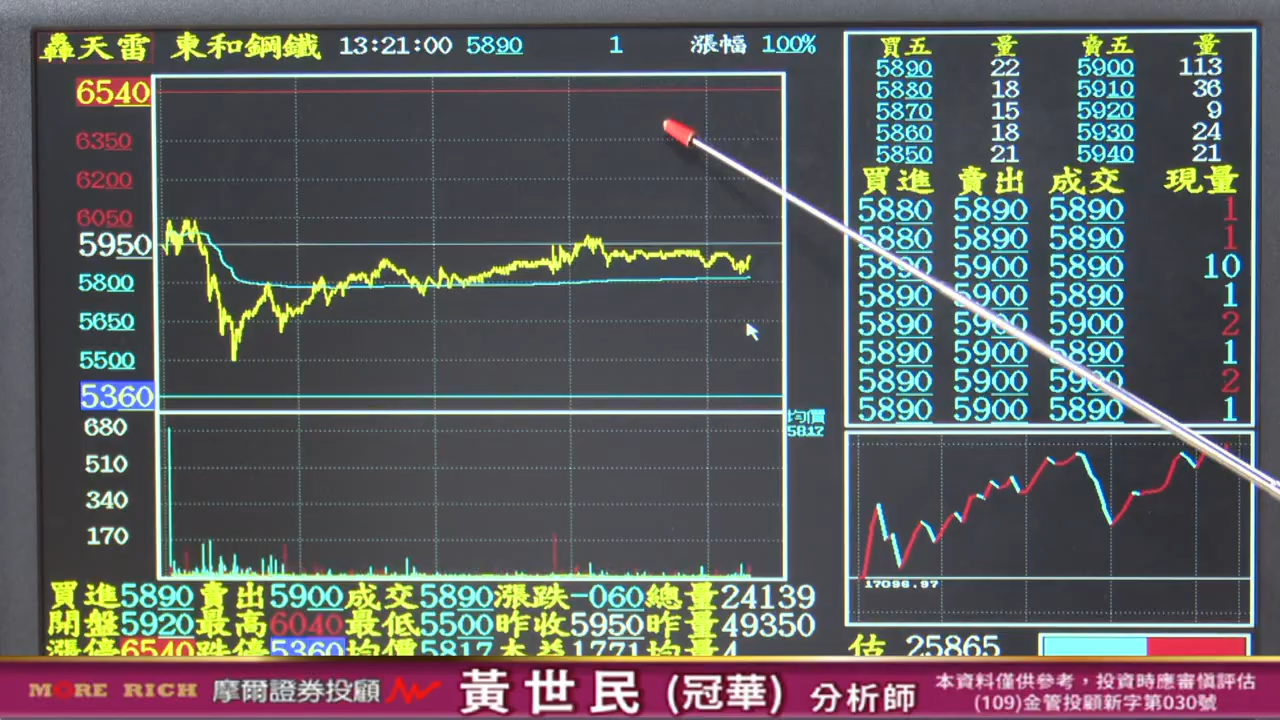 轟天雷 東和鋼鐵 13:21:00 5890 1 漲幅 100%
6540
6350
6200
6050
5950
5800
5650
5500
5360
680
510
340
170
均價
5812
買五 量 賣五 量
5890 22 5900 113
5880 18 5910 36
5870 15 5920 9
5860 18 5930 24
5850 21 5940 21
買進 賣出 成交 現量
5880 5890 5890 1
5880 5890 5890 1
5890 5890 10
5890 5900 5890 1
5890 5900 5900 2
5890 5900 5890 1
5890 5900 5900 2
5890 5900 5890 1
17096.97
買進5890賣出5900成交5890漲跌-060總量24139
開盤5920最高6040最低5500昨收5950昨量49350
漲停6540跌停5360均價5817本益1771均量4
估 25865
MORE RICH 摩爾證券投顧 黃世民(冠華) 分析師
本資料僅供參考，投資時應審慎評估
(109)金管投顧新字第030號